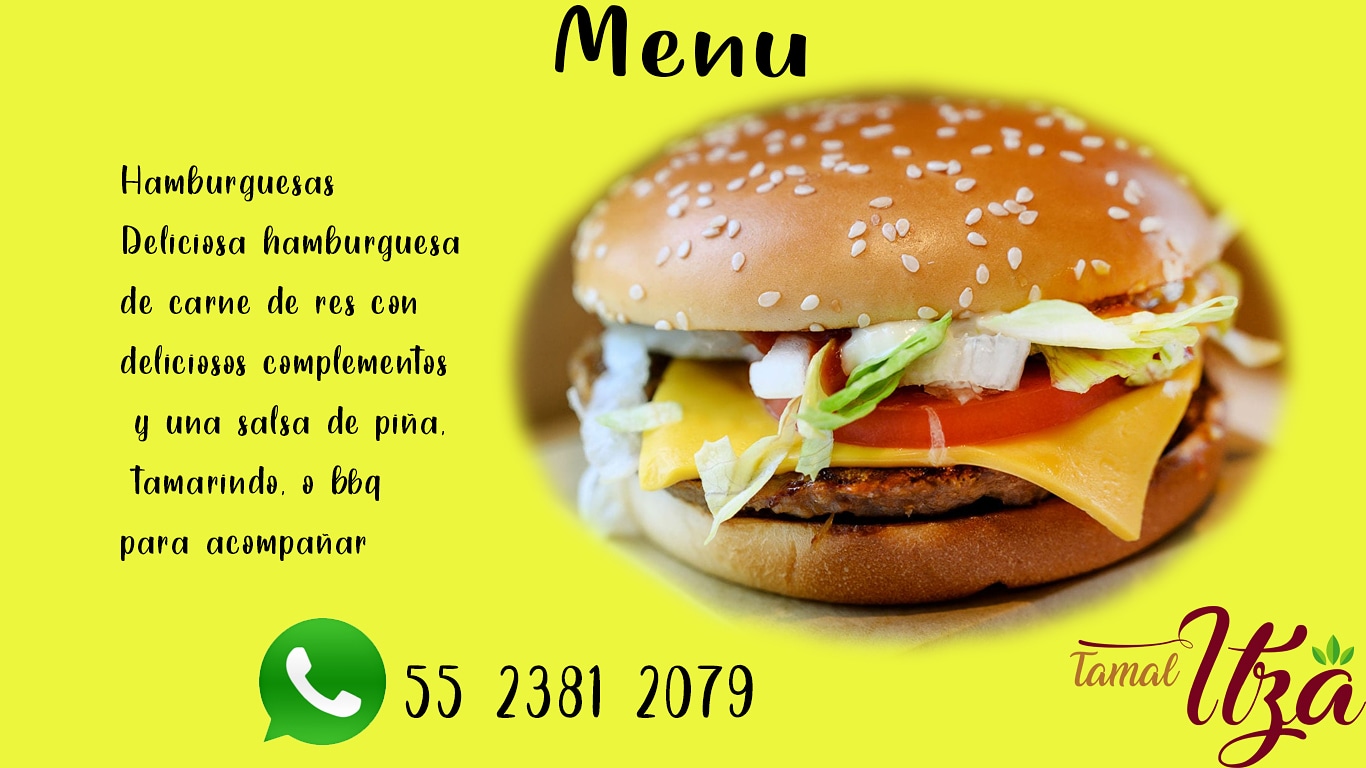 Menu
Hamburguesas
Deliciosa hamburguesa
de carne de res con
deliciosos complementos
y una salsa de piña,
tamarindo, o bbq
para acompañar
55 2381 2079
Tamal Itza